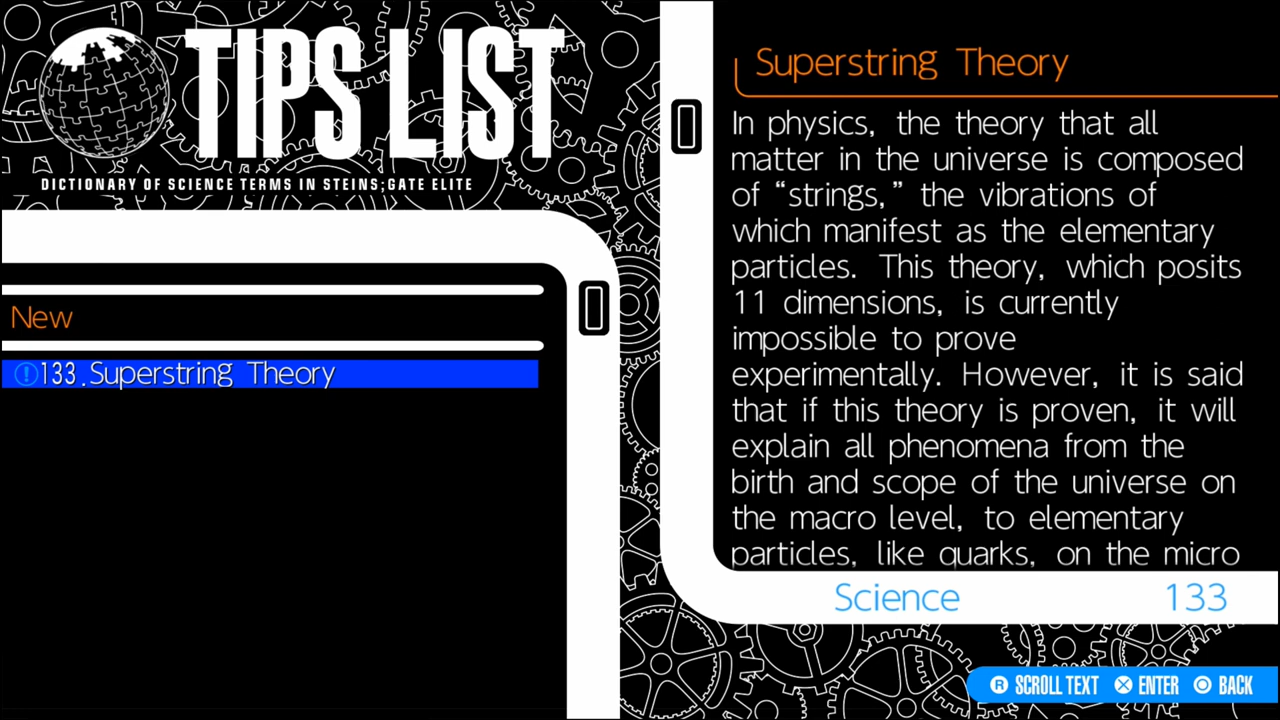 TIPS LIST
DICTIONARY OF SCIENCE TERMS IN STEINS;GATE ELITE
New
133.Superstring Theory
Superstring Theory
In physics, the theory that all
matter in the universe is composed
of “strings,” the vibrations of
which manifest as the elementary
particles. This theory, which posits
11 dimensions, is currently
impossible to prove
experimentally. However, it is said
that if this theory is proven, it will
explain all phenomena from the
birth and scope of the universe on
the macro level, to elementary
particles, like quarks, on the micro
Science 133
R SCROLL TEXT ENTER BACK